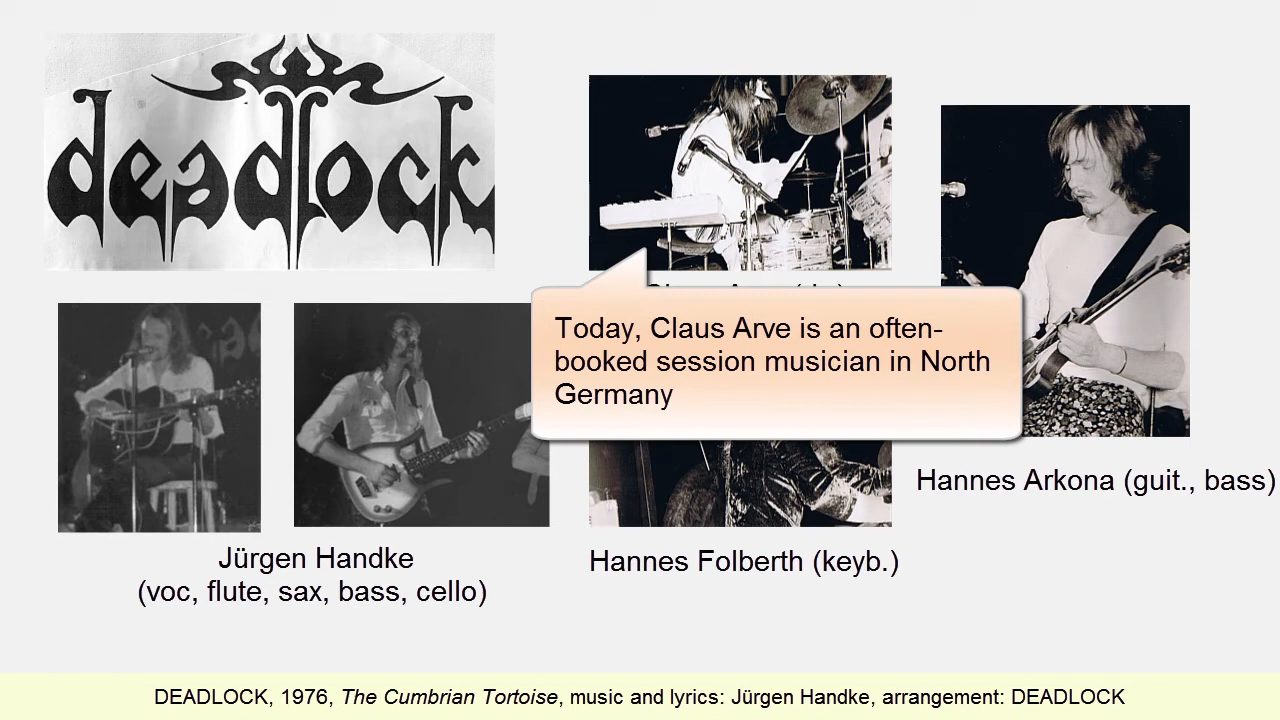 deadlock
Today, Claus Arve is an often-
booked session musician in North
Germany
Hannes Arkona (guit., bass)
Jürgen Handke
(voc, flute, sax, bass, cello)
Hannes Folberth (keyb.)
DEADLOCK, 1976, The Cumbrian Tortoise, music and lyrics: Jürgen Handke, arrangement: DEADLOCK